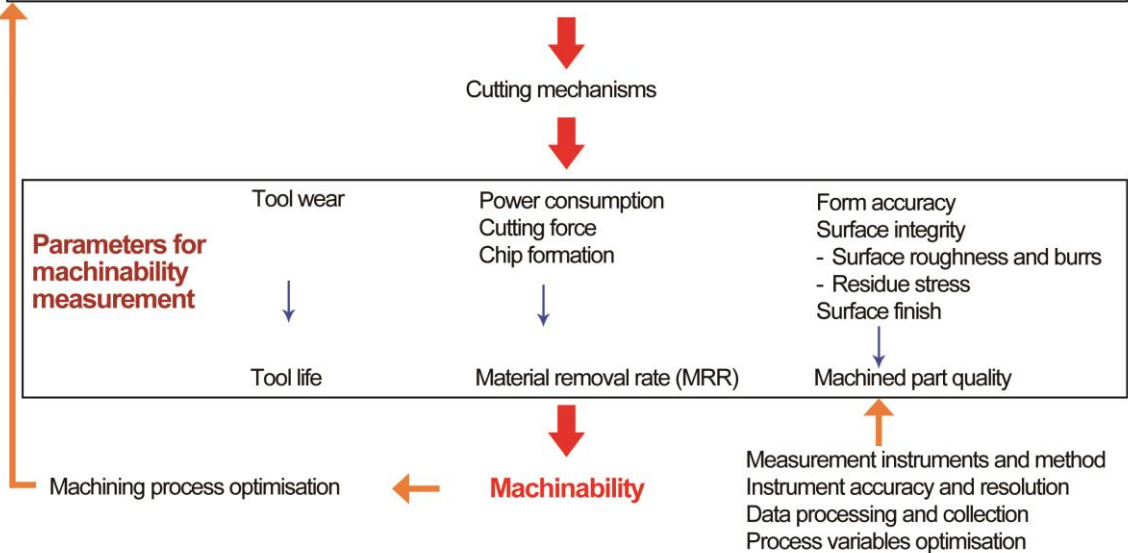 Cutting mechanisms
Parameters for
machinability
measurement
Tool wear
Tool life
Power consumption
Cutting force
Chip formation
Material removal rate (MRR)
Form accuracy
Surface integrity
- Surface roughness and burrs
- Residue stress
Surface finish
Machined part quality
Machining process optimisation
Machinability
Measurement instruments and method
Instrument accuracy and resolution
Data processing and collection
Process variables optimisation